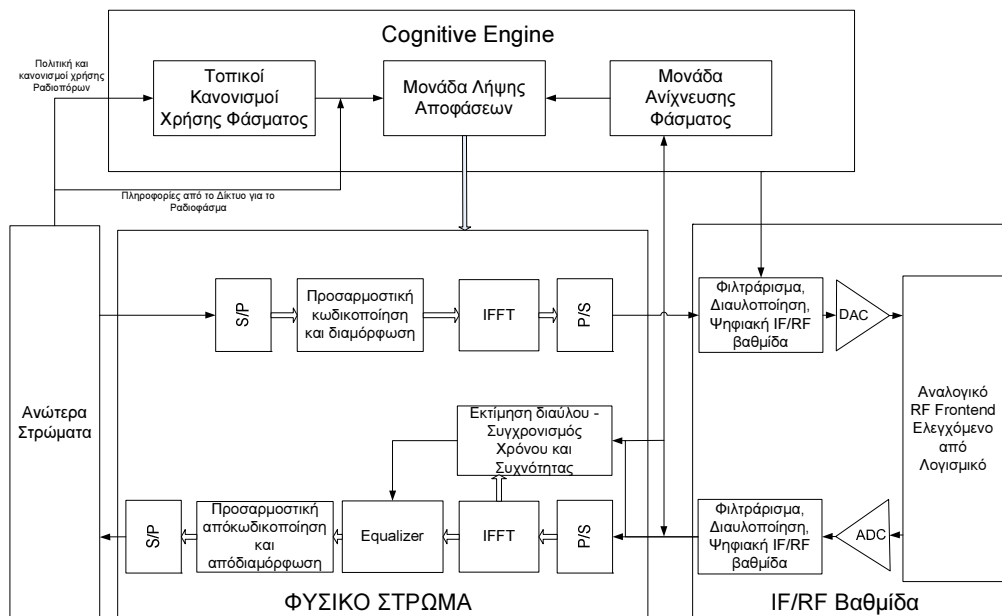 Cognitive Engine
Πολιτική και
κανονισμοί χρήσης
Ραδιοπόρων
Τοπικοί
Κανονισμοί
Χρήσης Φάσματος
Μονάδα Λήψης
Αποφάσεων
Μονάδα
Ανίχνευσης
Φάσματος
Πληροφορίες από το Δίκτυο για το
Ραδιοφάσμα
Ανώτερα
Στρώματα
S/P
Προσαρμοστική
κωδικοποίηση
και διαμόρφωση
IFFT
P/S
Φιλτράρισμα,
Διαυλοποίηση,
Ψηφιακή IF/RF
βαθμίδα
DAC
Αναλογικό
RF Frontend
Ελεγχόμενο
από
Λογισμικό
Εκτίμηση διαύλου -
Συγχρονισμός
Χρόνου και
Συχνότητας
S/P
Προσαρμοστική
απόκωδικοποίηση
και
απόδιαμόρφωση
Equalizer
IFFT
P/S
Φιλτράρισμα,
Διαυλοποίηση,
Ψηφιακή IF/RF
βαθμίδα
ADC
ΦΥΣΙΚΟ ΣΤΡΩΜΑ
IF/RF Βαθμίδα